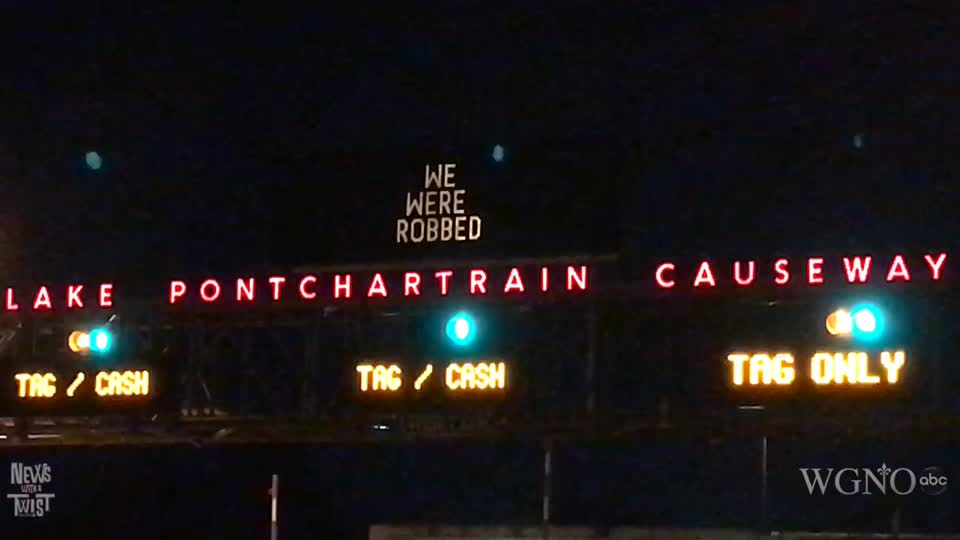 WE
WERE
ROBBED
LAKE PONTCHARTRAIN CAUSEWAY
TAG / CASH
TAG / CASH
TAG ONLY
NEWS
WITH A
TWIST
WGNO abc